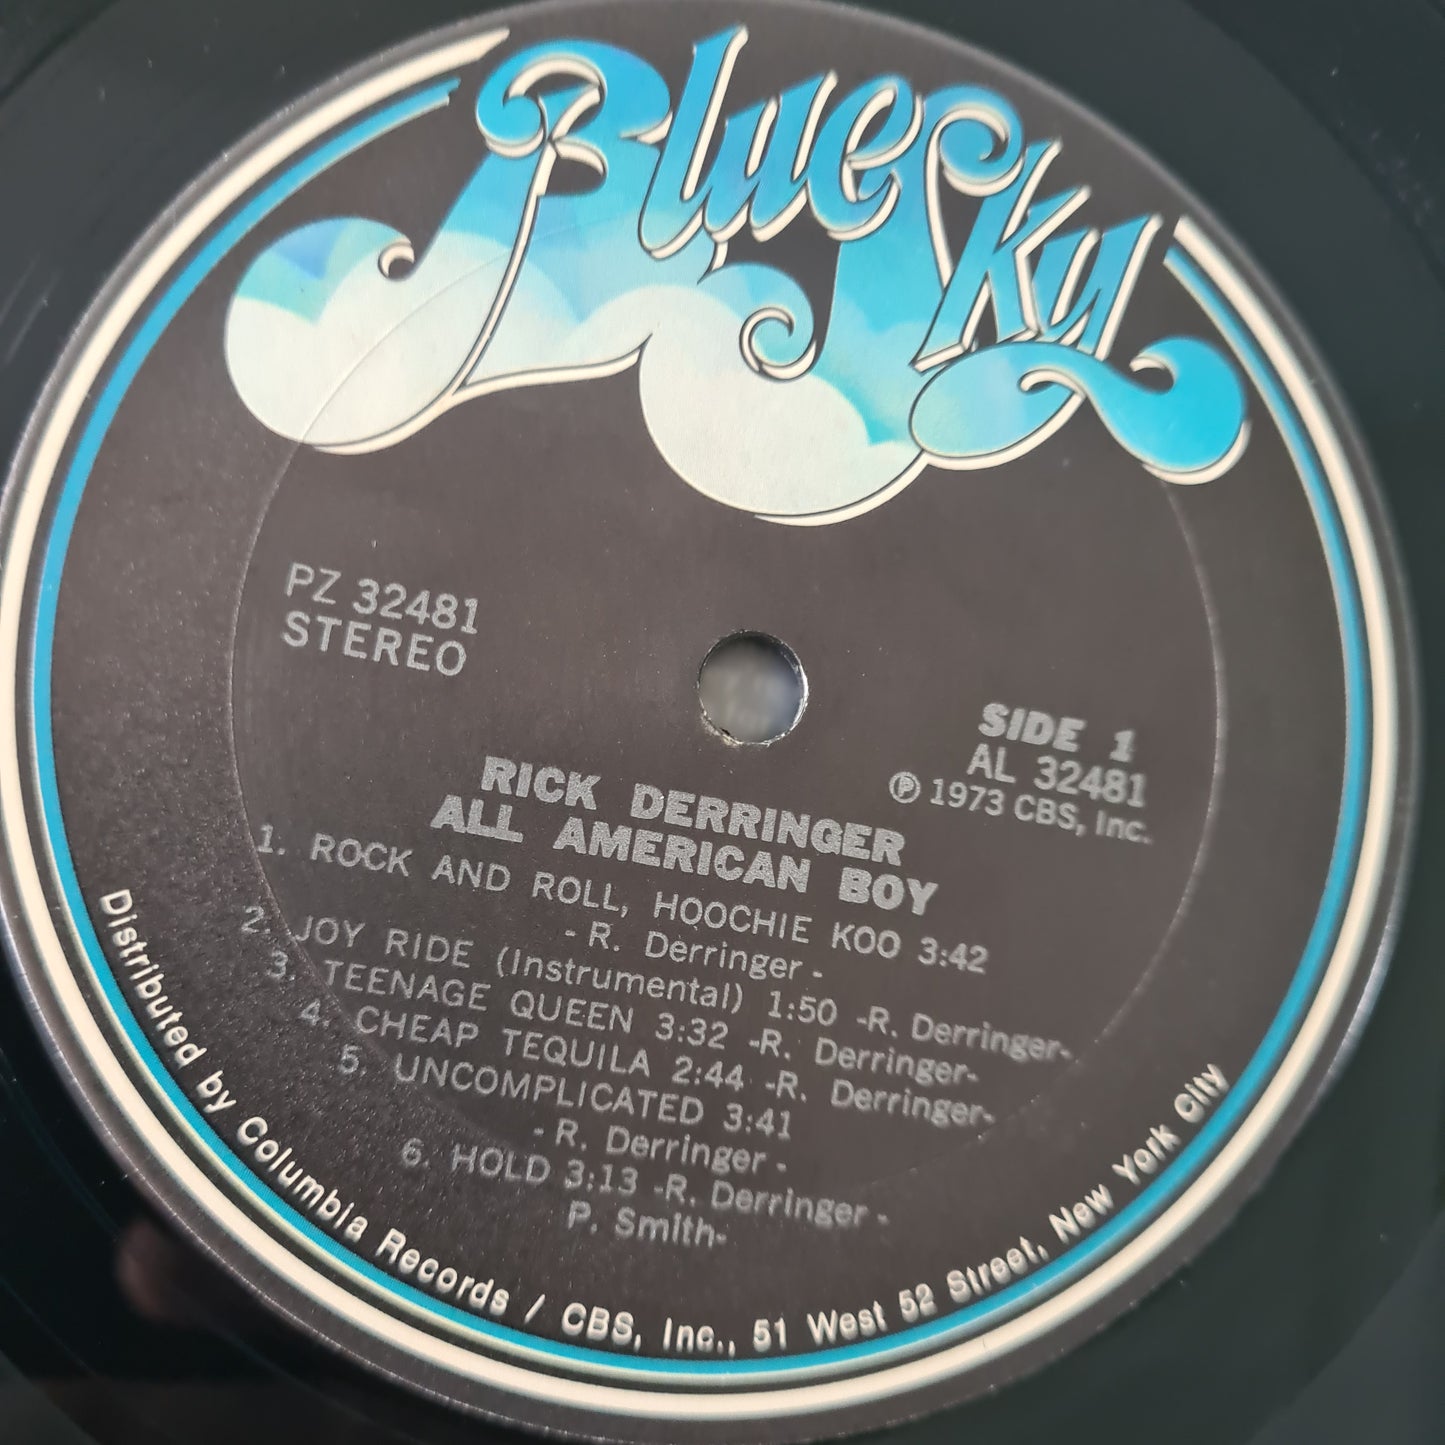 Blue Sky
PZ 32481
STEREO
SIDE 1
AL 32481
Ⓟ 1973 CBS, Inc.
RICK DERRINGER
ALL AMERICAN BOY
1. ROCK AND ROLL, HOOCHIE KOO 3:42
- R. Derringer -
2. JOY RIDE (Instrumental) 1:50 -R. Derringer-
3. TEENAGE QUEEN 3:32 -R. Derringer-
4. CHEAP TEQUILA 2:44 -R. Derringer-
5. UNCOMPLICATED 3:41
- R. Derringer -
6. HOLD 3:13 -R. Derringer -
P. Smith-
Distributed by Columbia Records / CBS, Inc., 51 West 52 Street, New York City